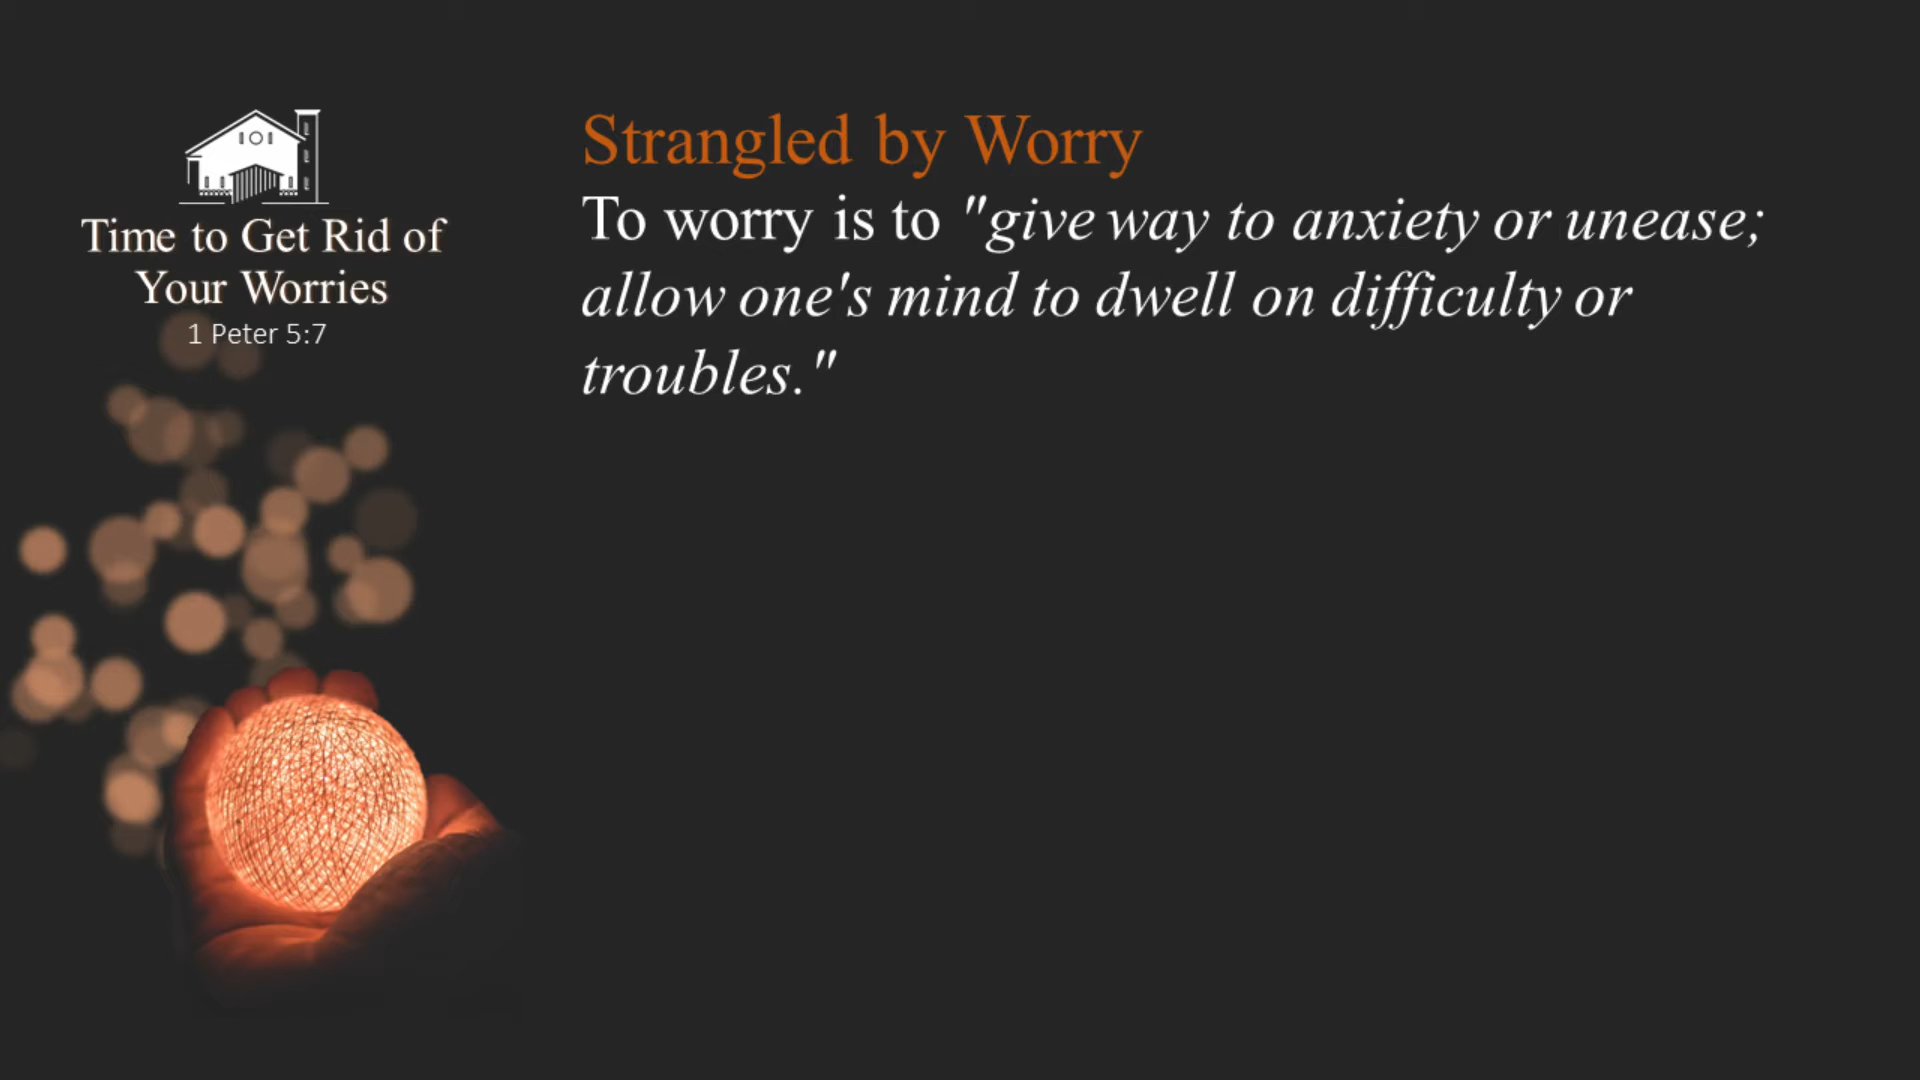 Time to Get Rid of
Your Worries
1 Peter 5:7
Strangled by Worry
To worry is to "give way to anxiety or unease;
allow one's mind to dwell on difficulty or
troubles."